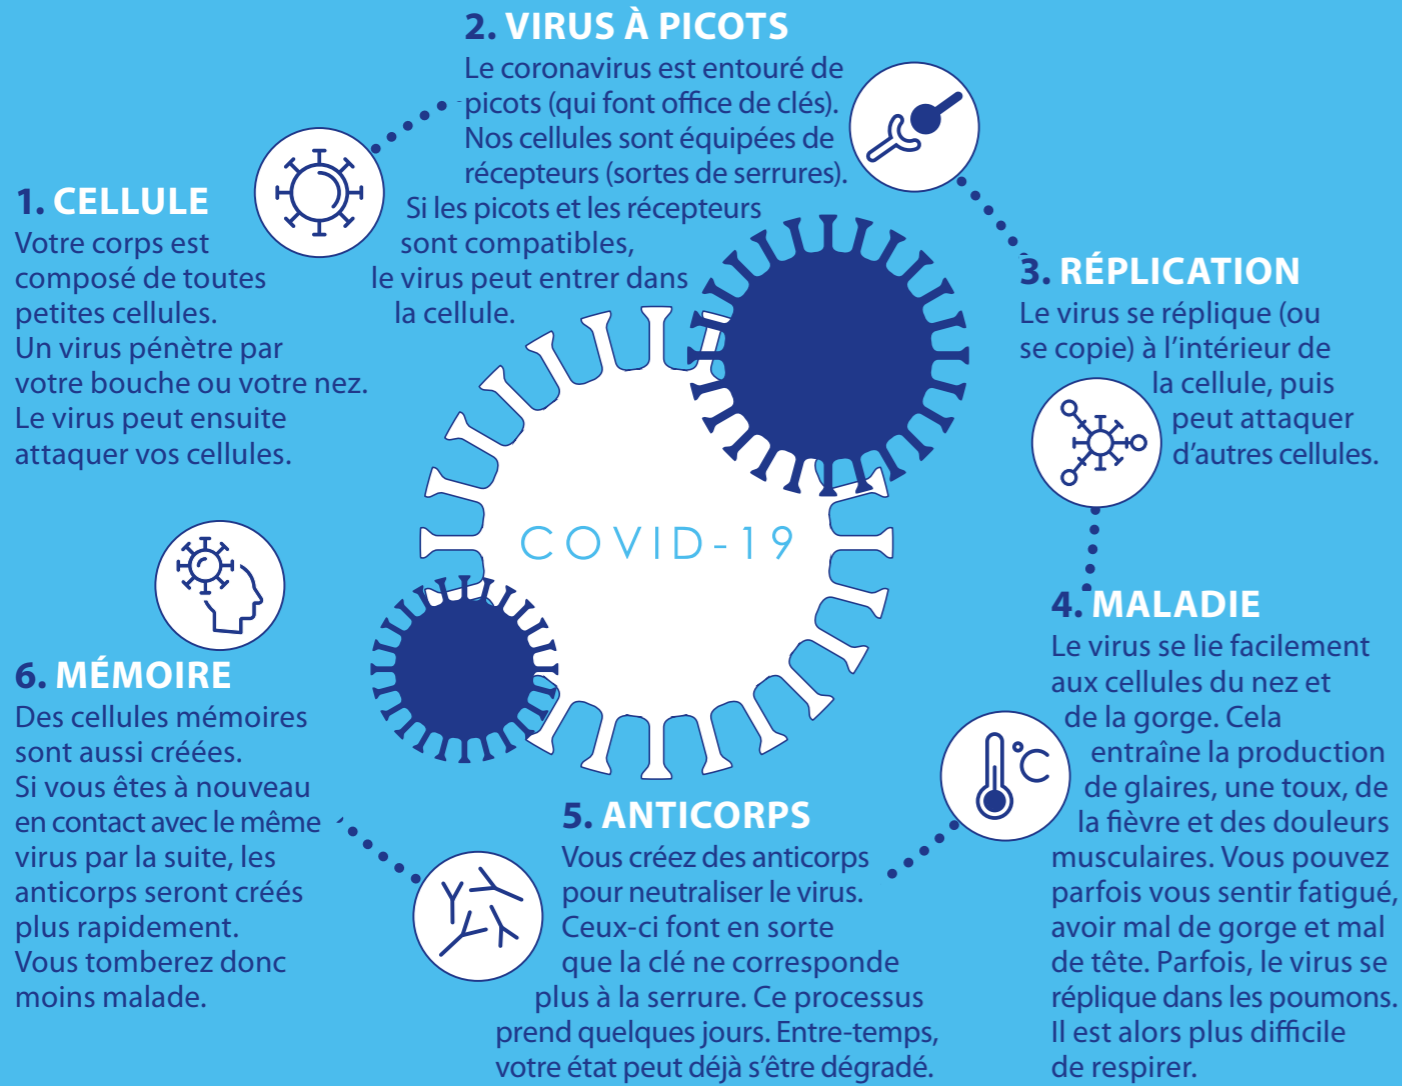 1. CELLULE
Votre corps est
composé de toutes
petites cellules.
Un virus pénètre par
votre bouche ou votre nez.
Le virus peut ensuite
attaquer vos cellules.
2. VIRUS À PICOTS
Le coronavirus est entouré de
picots (qui font office de clés).
Nos cellules sont équipées de
récepteurs (sortes de serrures).
Si les picots et les récepteurs
sont compatibles,
le virus peut entrer dans
la cellule.
3. RÉPLICATION
Le virus se réplique (ou
se copie) à l’intérieur de
la cellule, puis
peut attaquer
d’autres cellules.
COVID-19
4. MALADIE
Le virus se lie facilement
aux cellules du nez et
de la gorge. Cela
entraîne la production
de glaires, une toux, de
la fièvre et des douleurs
musculaires. Vous pouvez
parfois vous sentir fatigué,
avoir mal de gorge et mal
de tête. Parfois, le virus se
réplique dans les poumons.
Il est alors plus difficile
de respirer.
°C
5. ANTICORPS
Vous créez des anticorps
pour neutraliser le virus.
Ceux-ci font en sorte
que la clé ne corresponde
plus à la serrure. Ce processus
prend quelques jours. Entre-temps,
votre état peut déjà s’être dégradé.
6. MÉMOIRE
Des cellules mémoires
sont aussi créées.
Si vous êtes à nouveau
en contact avec le même
virus par la suite, les
anticorps seront créés
plus rapidement.
Vous tomberez donc
moins malade.